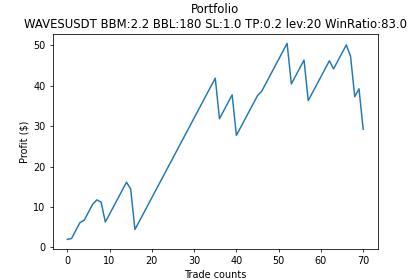 Portfolio
WAVESUSDT BBM:2.2 BBL:180 SL:1.0 TP:0.2 lev:20 WinRatio:83.0
50
40
30
20
10
0
Profit ($)
0 10 20 30 40 50 60 70
Trade counts